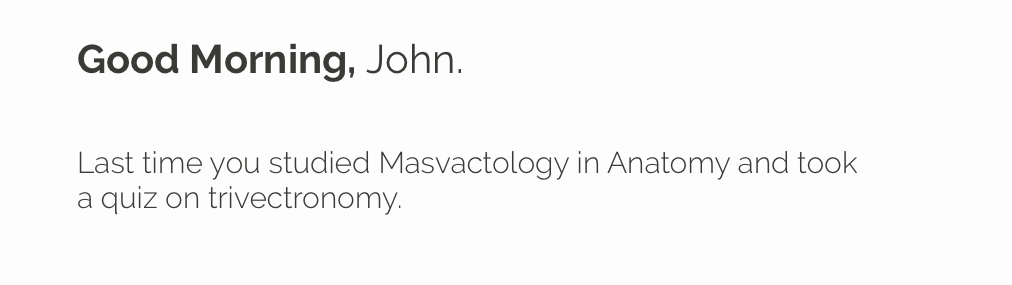 Good Morning, John.
Last time you studied Masvactology in Anatomy and took
a quiz on trivectronomy.